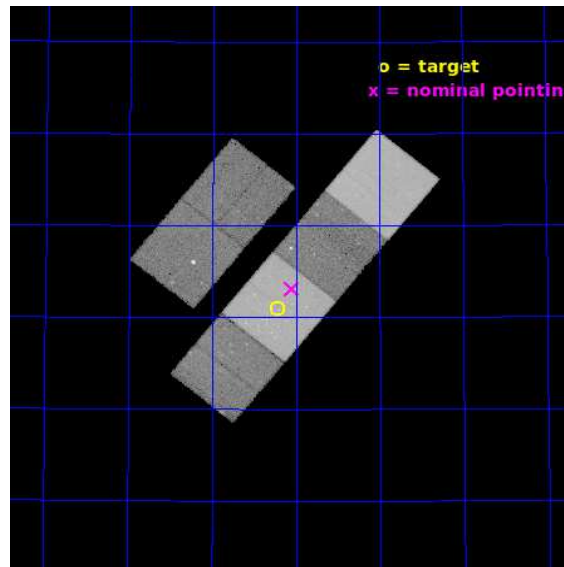 o = target
x = nominal pointin